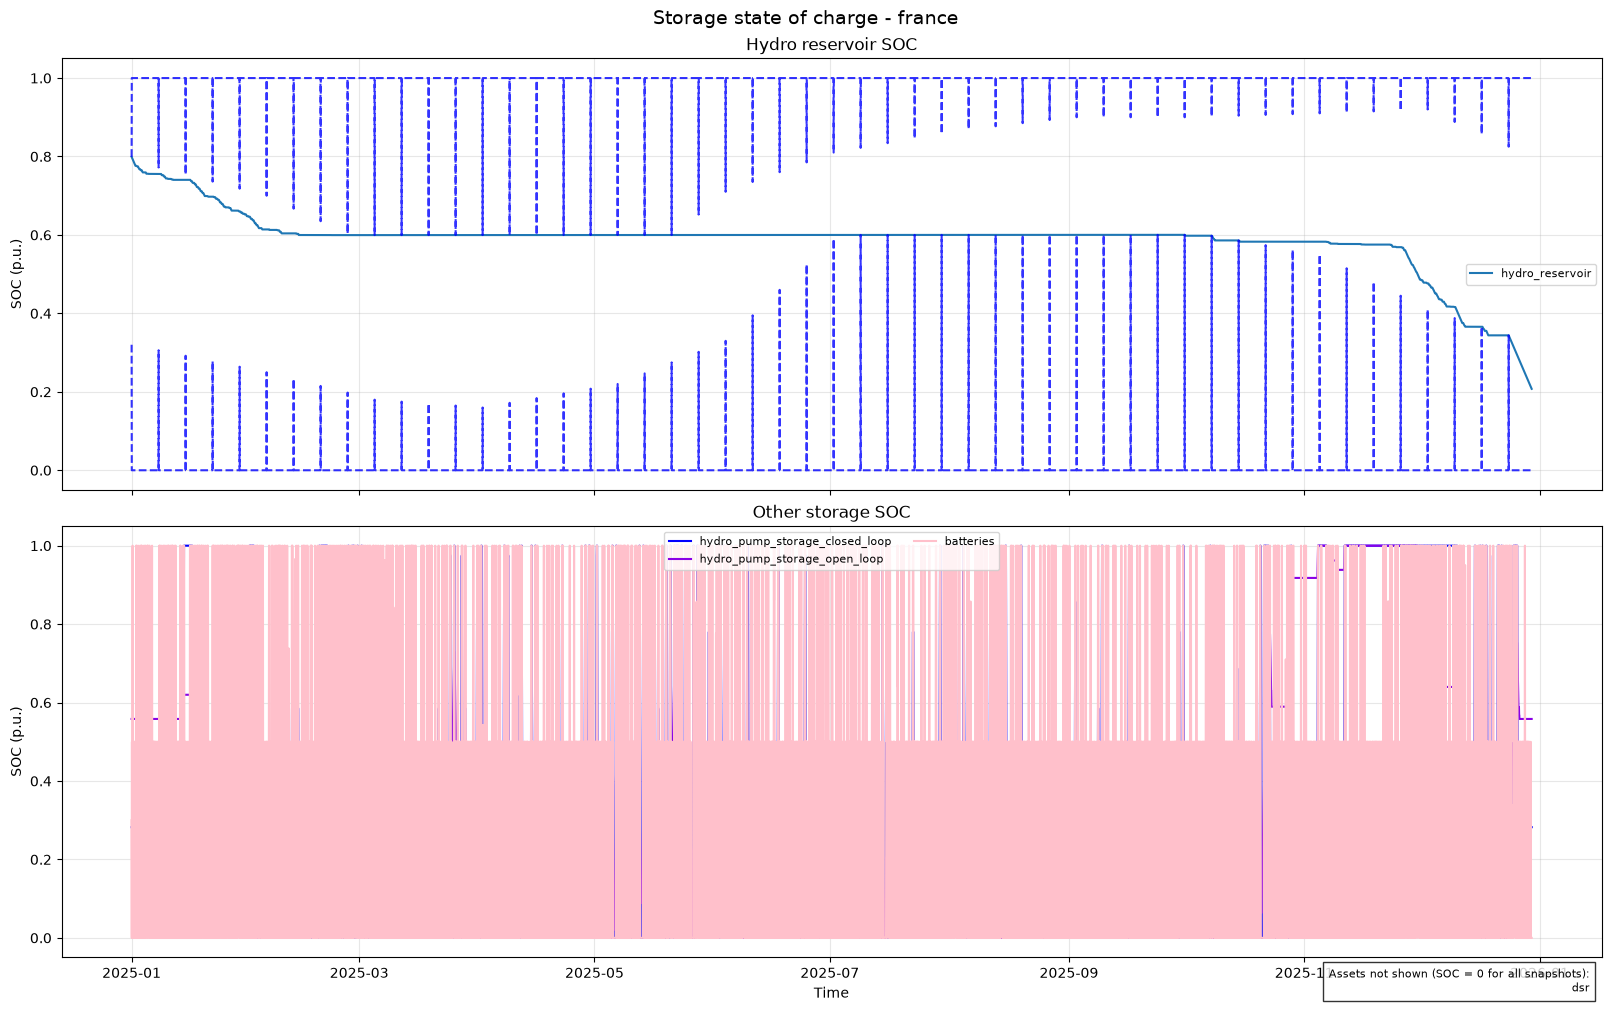 Storage state of charge - france
Hydro reservoir SOC
1.0
0.8
0.6
0.4
0.2
0.0
SOC (p.u.)
hydro_reservoir
Other storage SOC
1.0
0.8
0.6
0.4
0.2
0.0
SOC (p.u.)
hydro_pump_storage_closed_loop
hydro_pump_storage_open_loop
batteries
2025-01
2025-03
2025-05
2025-07
2025-09
2025-1
Time
Assets not shown (SOC = 0 for all snapshots):
dsr